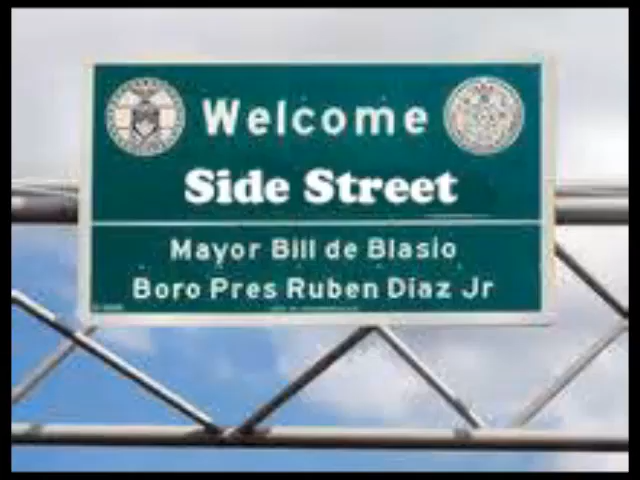 Welcome
Side Street
Mayor Bill de Blasio
Boro Pres Ruben Diaz Jr